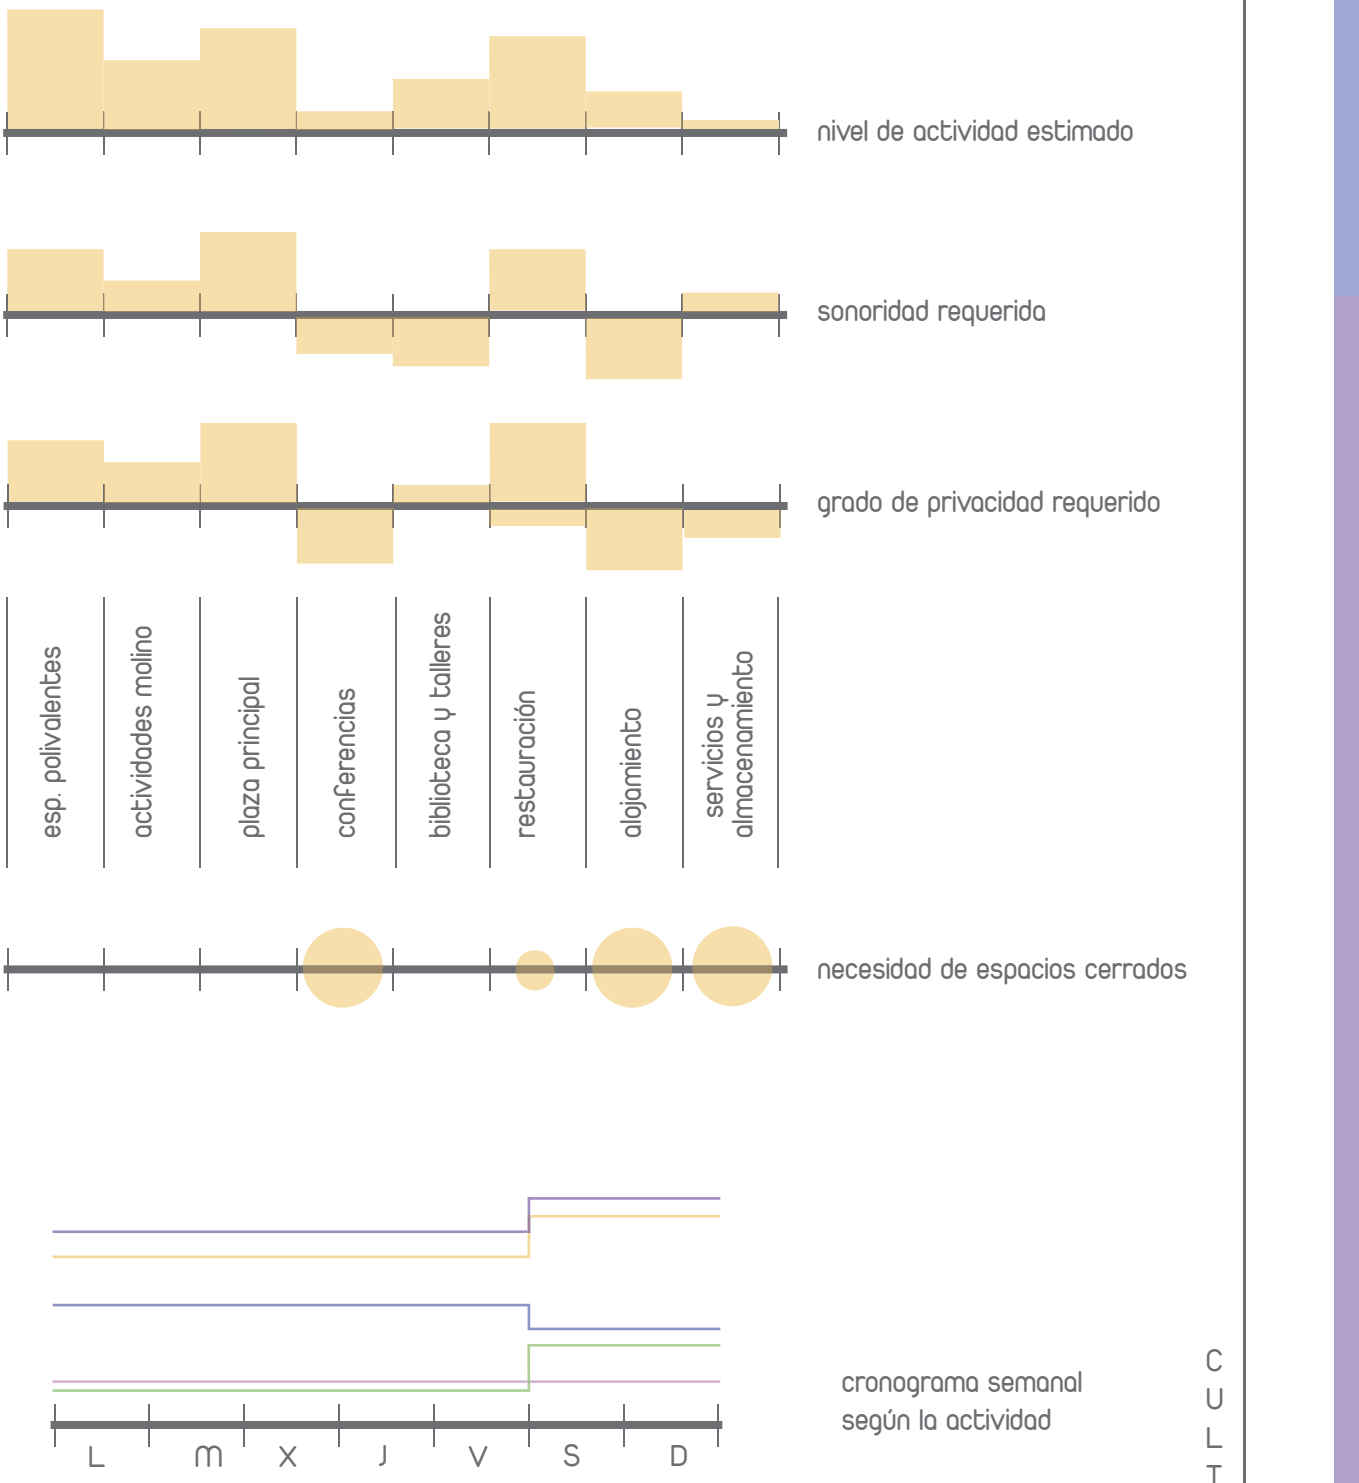 nivel de actividad estimado
sonoridad requerida
grado de privacidad requerido
esp. polivalentes
actividades molino
plaza principal
conferencias
biblioteca y talleres
restauración
alojamiento
servicios y
almacenamiento
necesidad de espacios cerrados
cronograma semanal
según la actividad
L M X J V S D
C
U
L
T